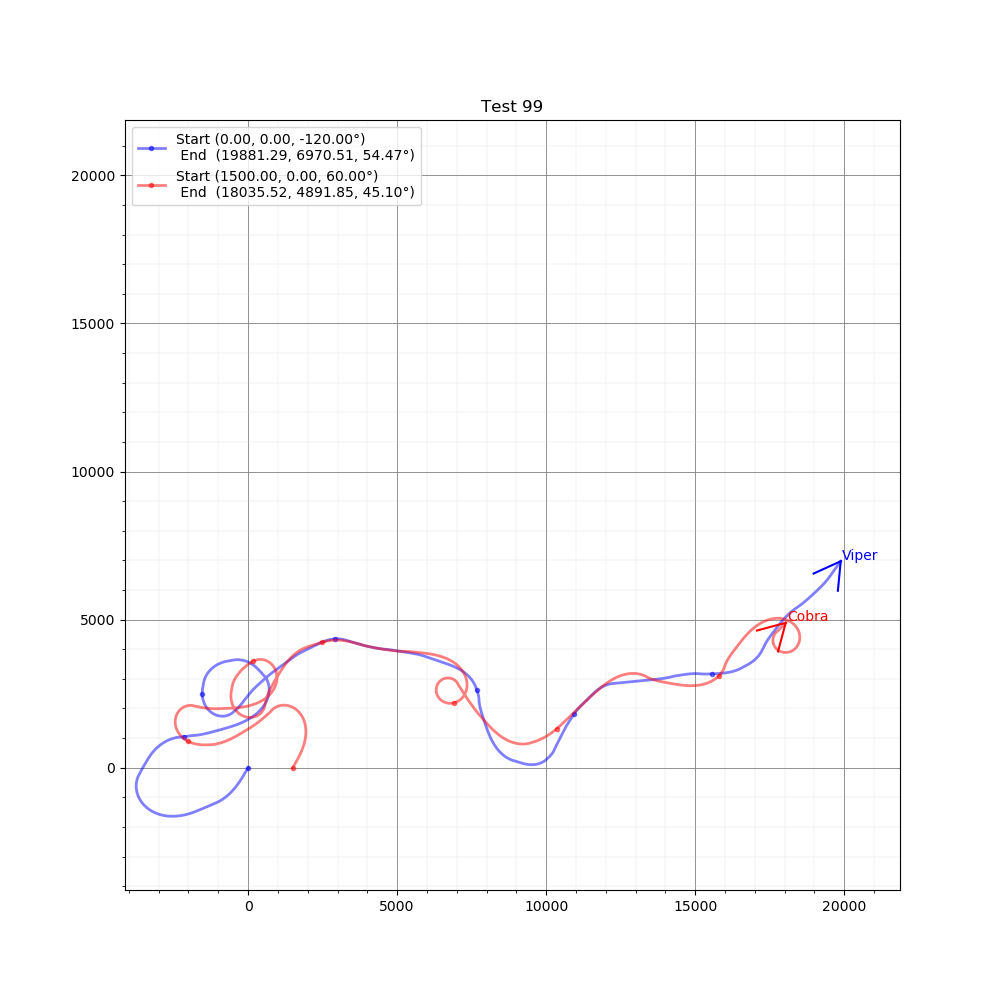 Test 99
Start (0.00, 0.00, -120.00°)
End  (19881.29, 6970.51, 54.47°)
Start (1500.00, 0.00, 60.00°)
End  (18035.52, 4891.85, 45.10°)
20000
15000
10000
5000
0
Viper
Cobra
0
5000
10000
15000
20000